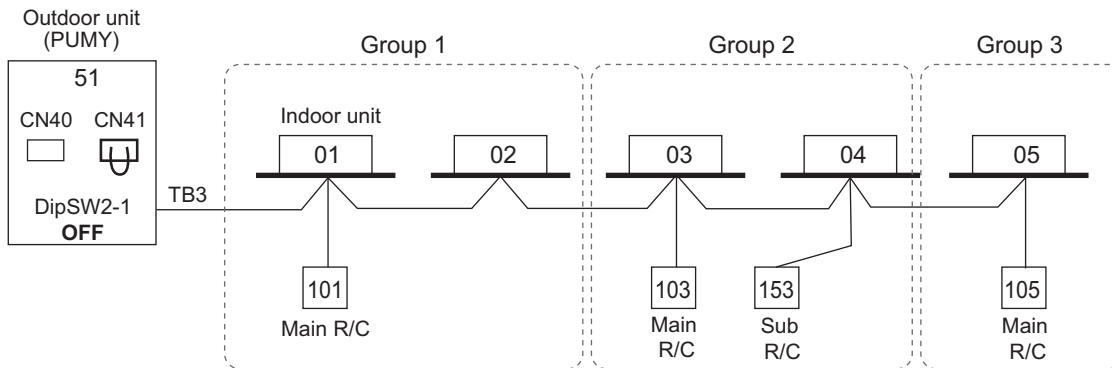 Outdoor unit
(PUMY)
51
CN40 CN41
DipSW2-1
OFF
TB3
Group 1
Indoor unit
01
02
101
Main R/C
Group 2
03
04
103
Main
R/C
153
Sub
R/C
Group 3
05
105
Main
R/C